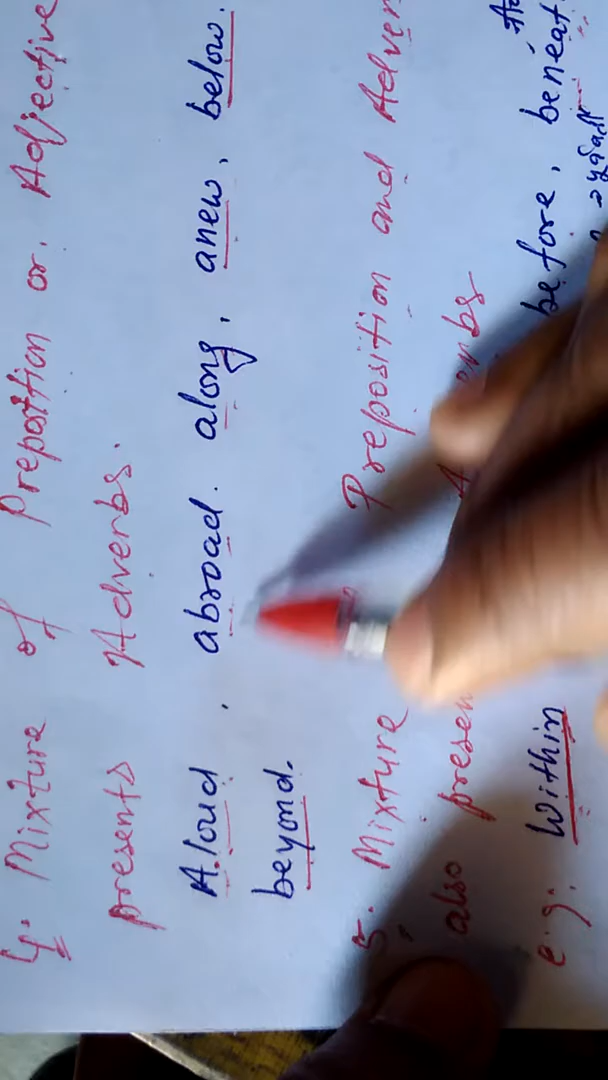 4. Mixture of Prepattion or. Adjective
presents Adverbs.
A.loud, abroad. along, anew, below.
beyond.
5. Mixture Preposition and Adver
also presen
e.g. Within before, beneat